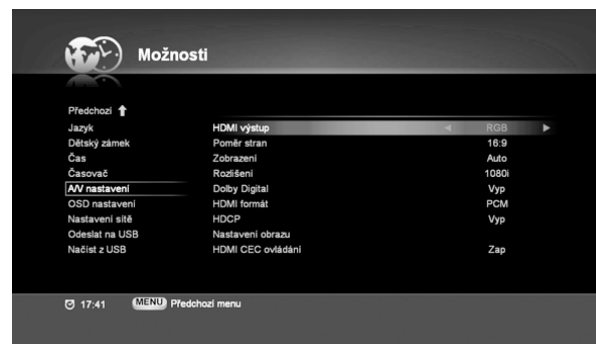 Možnosti
Předchozí
Jazyk
HDMI výstup RGB
Dětský zámek
Poměr stran 16:9
Čas
Zobrazení Auto
Časovač
Rozlišení 1080i
A/V nastavení
Dolby Digital Vyp
OSD nastavení
HDMI formát PCM
Nastavení sítě
HDCP Vyp
Odeslat na USB
Nastavení obrazu
Načíst z USB
HDMI CEC ovládání Zap
17:41 MENU Předchozí menu